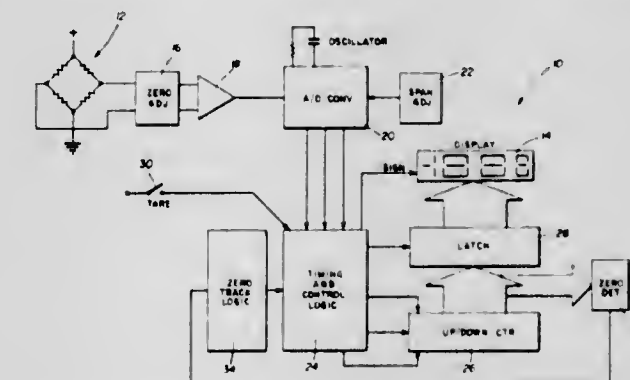 12
+
16
18
OSCILLATOR
22
10
ZERO
ADJ
A/D CONV
SPAN
ADJ
20
DISPLAY
14
30
SIGN
TARE
28
LATCH
ZERO
TRACK
LOGIC
TIMING
AND
CONTROL
LOGIC
ZERO
DET.
UP/DOWN CTR
34
24
26